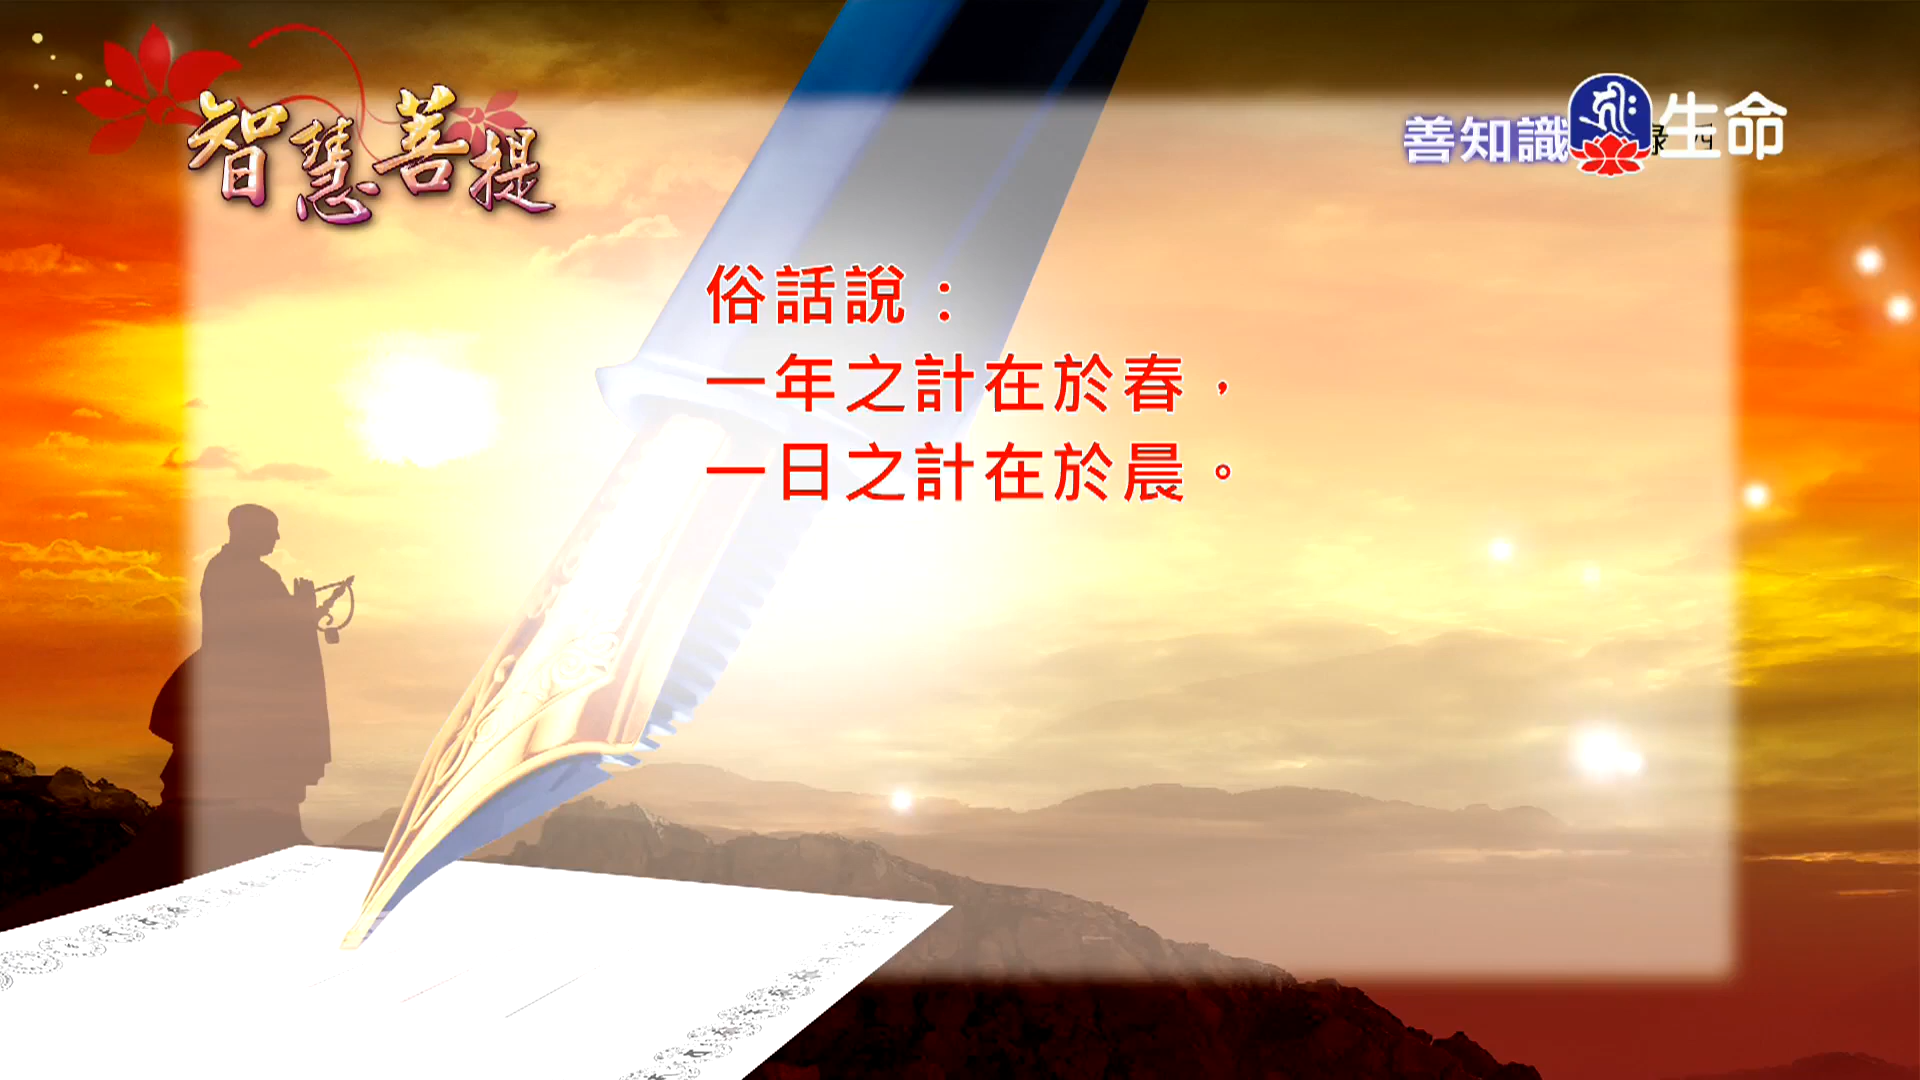 智慧菩提
善知識
生命
俗話說：
一年之計在於春，
一日之計在於晨。